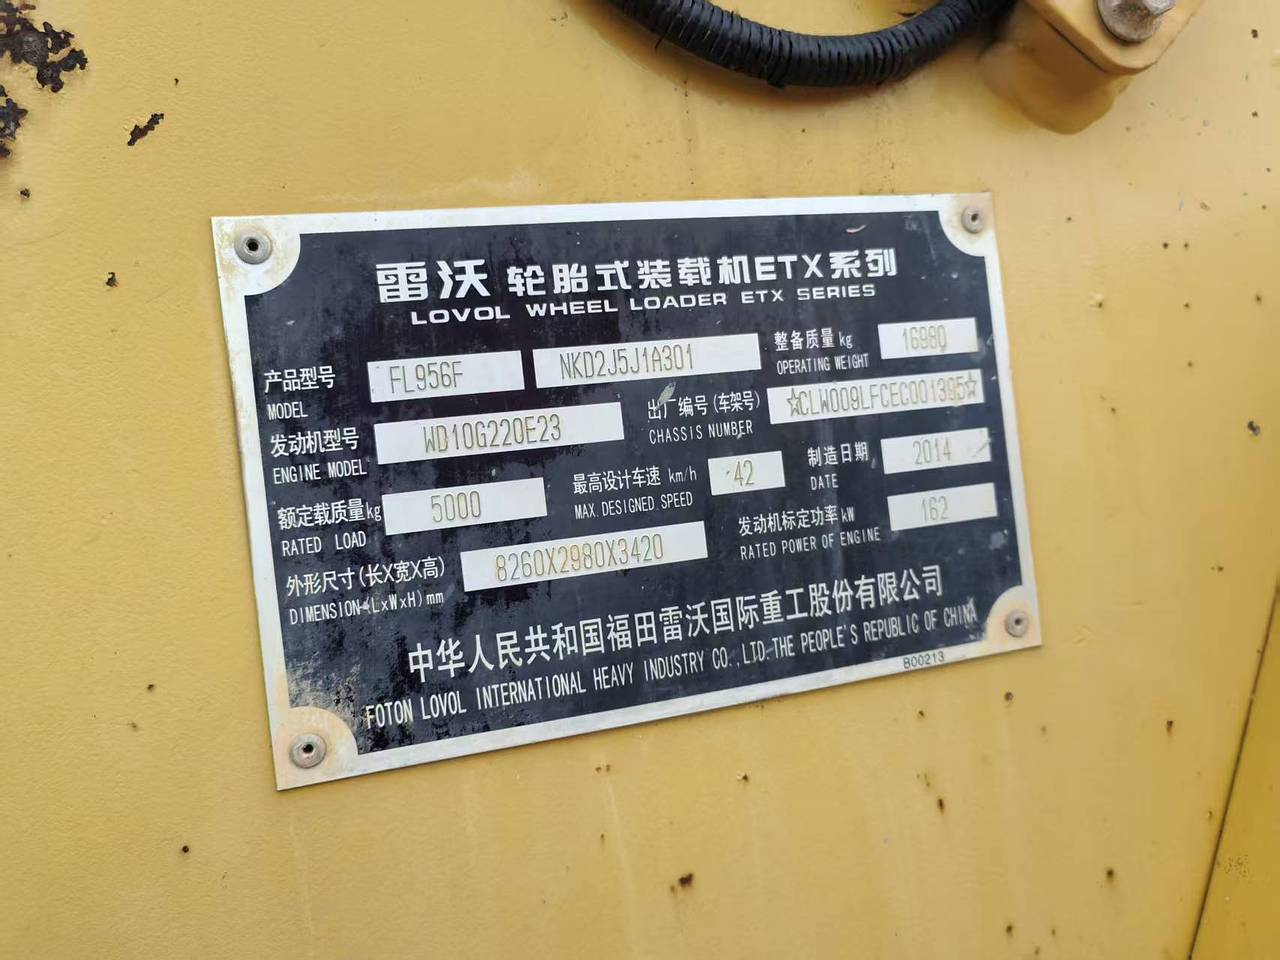 雷沃 轮胎式装载机ETX系列
LOVOL WHEEL LOADER ETX SERIES
产品型号 FL956F NKD2J5J1A301 整备质量 kg 16980
MODEL OPERATING WEIGHT
发动机型号 WD10G220E23 出厂编号(车架号) ☆CLW009LFCEC001395☆
ENGINE MODEL CHASSIS NUMBER
额定载质量kg 5000 最高设计车速 km/h 42 制造日期 2014
RATED LOAD MAX. DESIGNED SPEED DATE
外形尺寸(长X宽X高) 8260X2980X3420 发动机标定功率 kW 162
DIMENSION(LxWxH)mm RATED POWER OF ENGINE
中华人民共和国福田雷沃国际重工股份有限公司
FOTON LOVOL INTERNATIONAL HEAVY INDUSTRY CO.,LTD.THE PEOPLE'S REPUBLIC OF CHINA
B00213